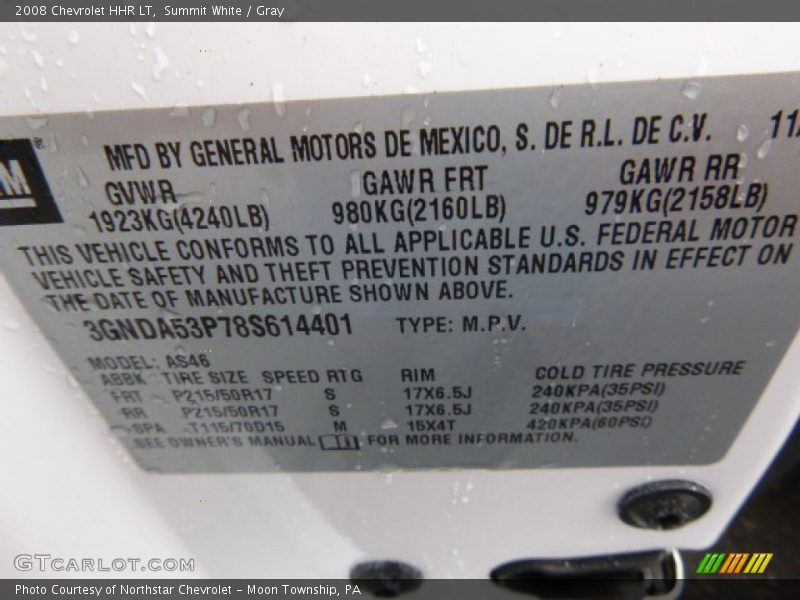 2008 Chevrolet HHR LT, Summit White / Gray
GM
MFD BY GENERAL MOTORS DE MEXICO, S. DE R.L. DE C.V.
GVWR GAWR FRT GAWR RR
1923KG(4240LB) 980KG(2160LB) 979KG(2158LB)
THIS VEHICLE CONFORMS TO ALL APPLICABLE U.S. FEDERAL MOTOR
VEHICLE SAFETY AND THEFT PREVENTION STANDARDS IN EFFECT ON
THE DATE OF MANUFACTURE SHOWN ABOVE.
3GNDA53P78S614401 TYPE: M.P.V.
MODEL: AS46
ABBK TIRE SIZE SPEED RTG RIM COLD TIRE PRESSURE
FRT P215/50R17 S 17X6.5J 240KPA(35PSI)
RR P215/50R17 S 17X6.5J 240KPA(35PSI)
SPA T115/70D15 M 15X4T 420KPA(60PSI)
SEE OWNER'S MANUAL FOR MORE INFORMATION.
GTcarlot.com
Photo Courtesy of Northstar Chevrolet - Moon Township, PA